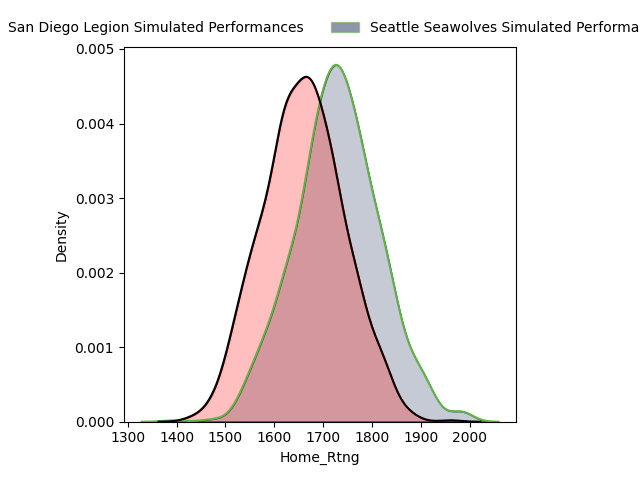 San Diego Legion Simulated Performances
Seattle Seawolves Simulated Performa
0.005
0.004
0.003
0.002
0.001
0.000
Density
1300 1400 1500 1600 1700 1800 1900 2000
Home_Rtng